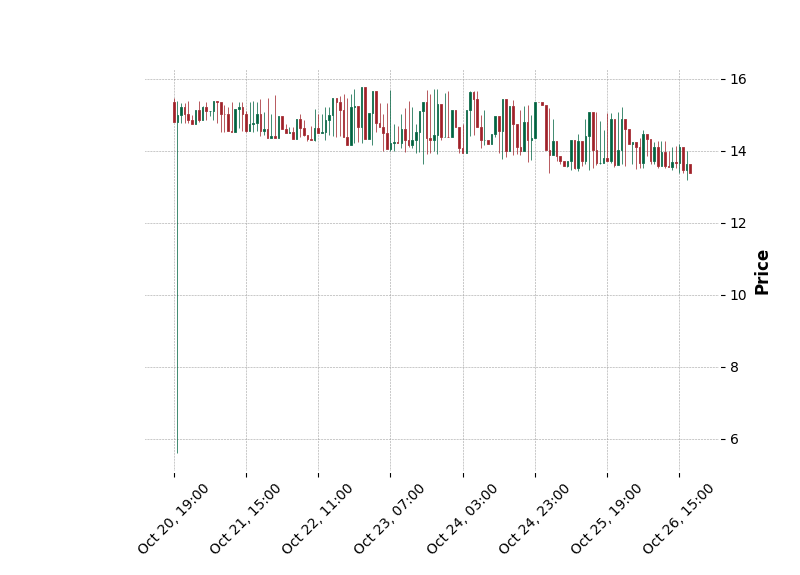 16
14
12
10
8
6
Price
Oct 20, 19:00
Oct 21, 15:00
Oct 22, 11:00
Oct 23, 07:00
Oct 24, 03:00
Oct 24, 23:00
Oct 25, 19:00
Oct 26, 15:00